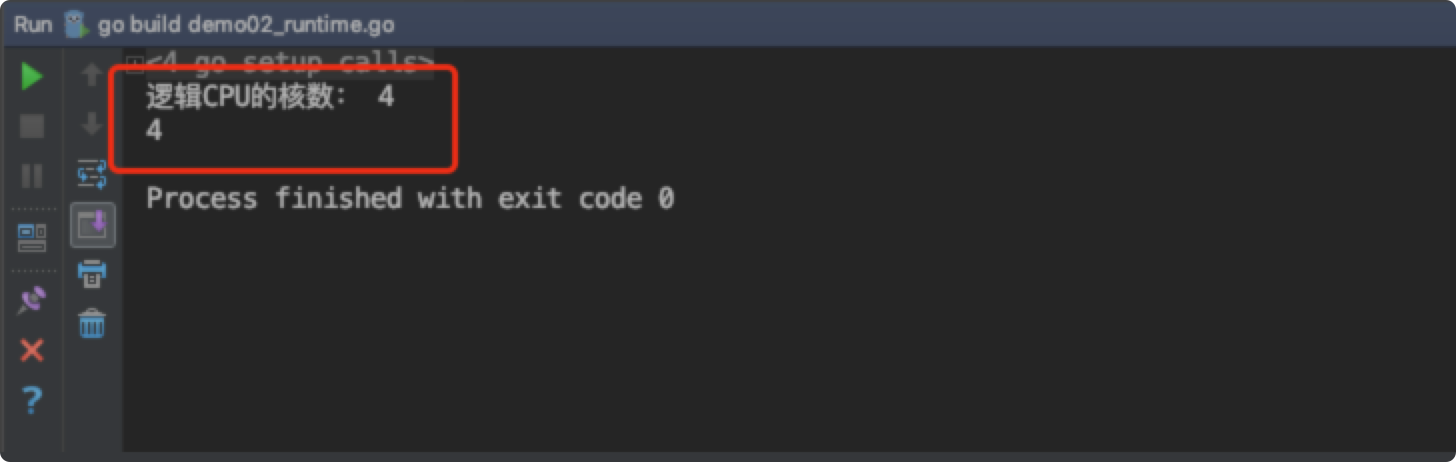 Run go build demo02_runtime.go
<4 go setup calls>
逻辑CPU的核数： 4
4
Process finished with exit code 0